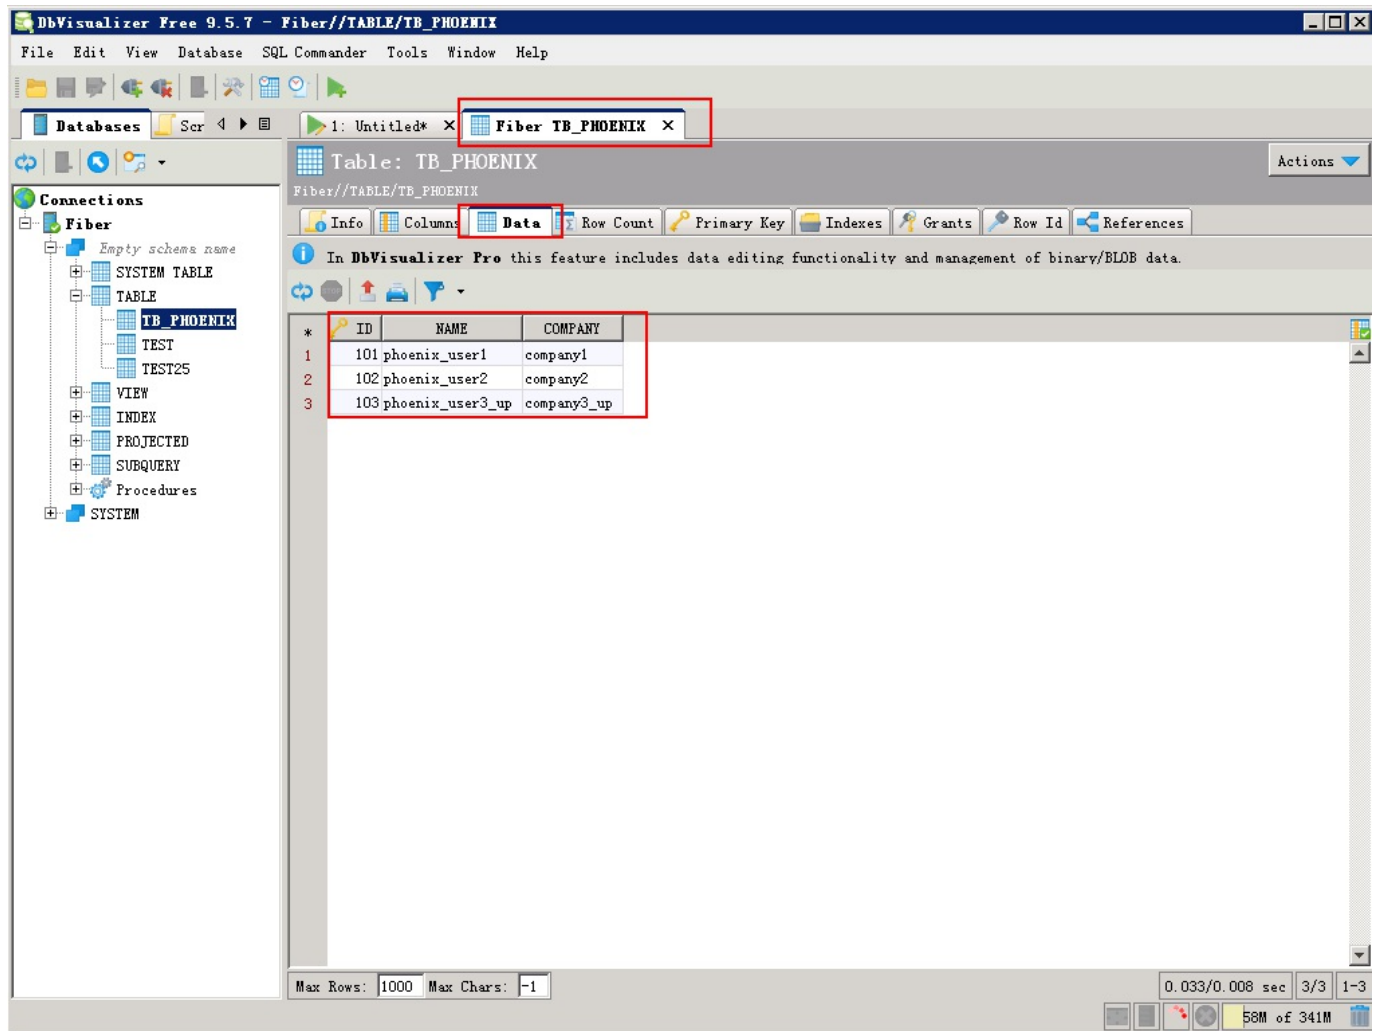 DbVisualizer Free 9.5.7 - Fiber//TABLE/TB_PHOENIX
File Edit View Database SQL Commander Tools Window Help
Databases Scr
1: Untitled* Fiber TB_PHOENIX
Table: TB_PHOENIX
Actions
Fiber//TABLE/TB_PHOENIX
Info Columns Data Row Count Primary Key Indexes Grants Row Id References
In DbVisualizer Pro this feature includes data editing functionality and management of binary/BLOB data.
Connections
Fiber
Empty schema name
SYSTEM TABLE
TABLE
TB_PHOENIX
TEST
TEST25
VIEW
INDEX
PROJECTED
SUBQUERY
Procedures
SYSTEM
* ID NAME COMPANY
1 101 phoenix_user1 company1
2 102 phoenix_user2 company2
3 103 phoenix_user3_up company3_up
Max Rows: 1000 Max Chars: -1
0.033/0.008 sec 3/3 1-3
58M of 341M